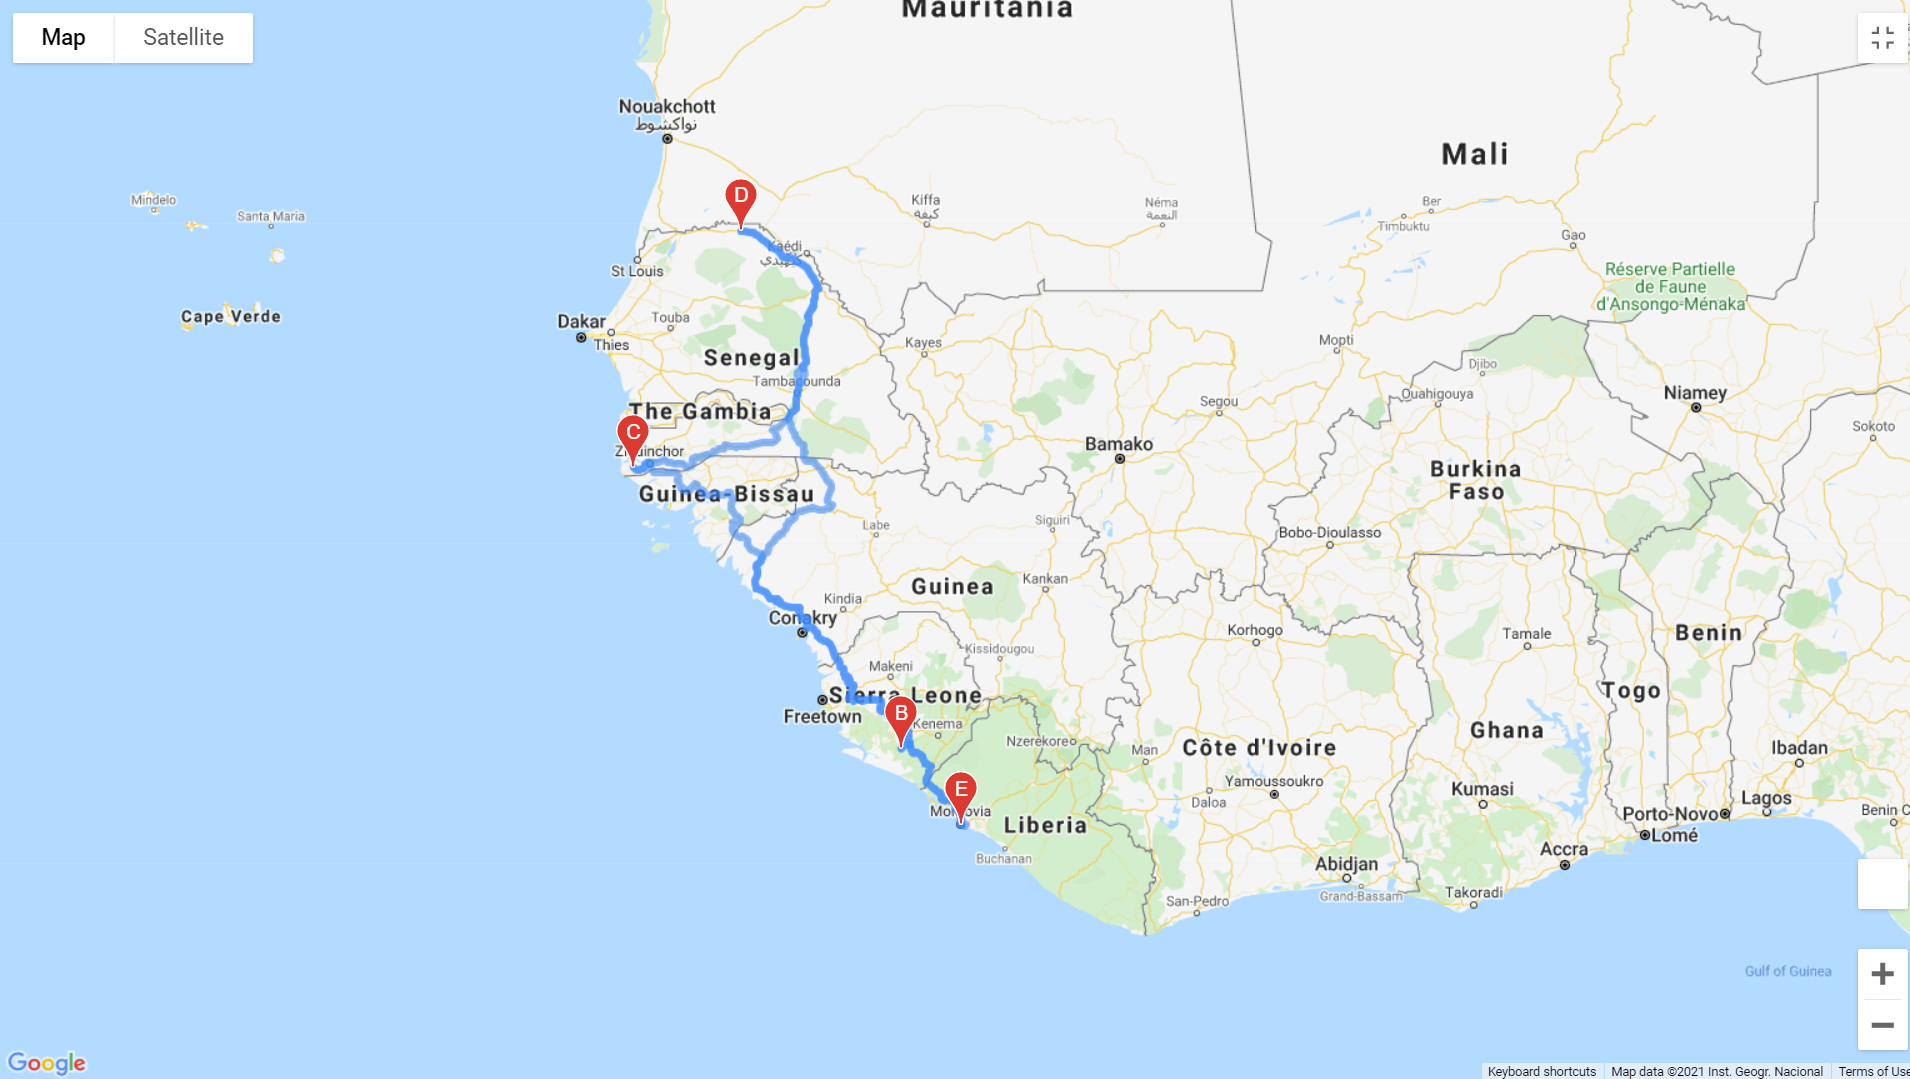 Mauritania
Map
Satellite
Nouakchott
نواكشوط
Mali
D
Mindelo
Santa Maria
Kiffa
كيفة
Néma
النعمة
Ber
Timbuktu
Gao
Kaédi
St Louis
Réserve Partielle
de Faune
d'Ansongo-Ménaka
Cape Verde
Dakar
Touba
Thies
Senegal
Kayes
Mopti
Djibo
Tambacounda
Niamey
Ouahigouya
Segou
The Gambia
C
Sokoto
Bamako
Ziguinchor
Burkina
Faso
Guinea-Bissau
Labe
Siguiri
Bobo-Dioulasso
Guinea
Kankan
Kindia
Conakry
Korhogo
Tamale
Benin
Kissidougou
Makeni
Sierra Leone
Togo
B
Freetown
Kenema
Nzerekore
Man
Côte d'Ivoire
Ghana
Ibadan
Yamoussoukro
E
Kumasi
Daloa
Lagos
Monrovia
Porto-Novo
Benin C
Liberia
Lomé
Accra
Buchanan
Abidjan
Grand-Bassam
Takoradi
San-Pedro
Gulf of Guinea
Google
Keyboard shortcuts
Map data ©2021 Inst. Geogr. Nacional
Terms of Use